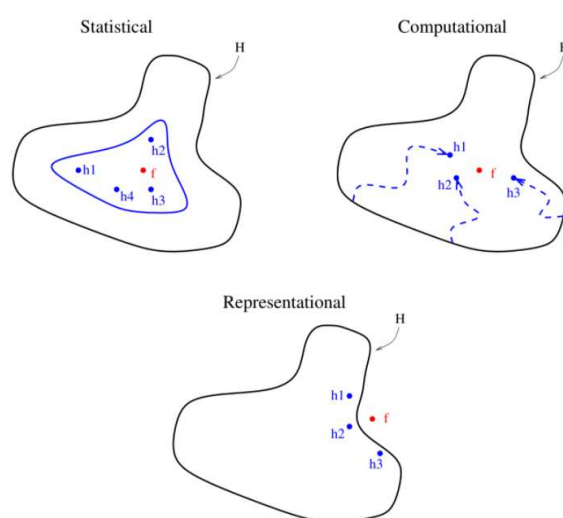 Statistical
H
h1
h2
f
h4
h3
Computational
H
h1
f
h2
h3
Representational
H
h1
f
h2
h3